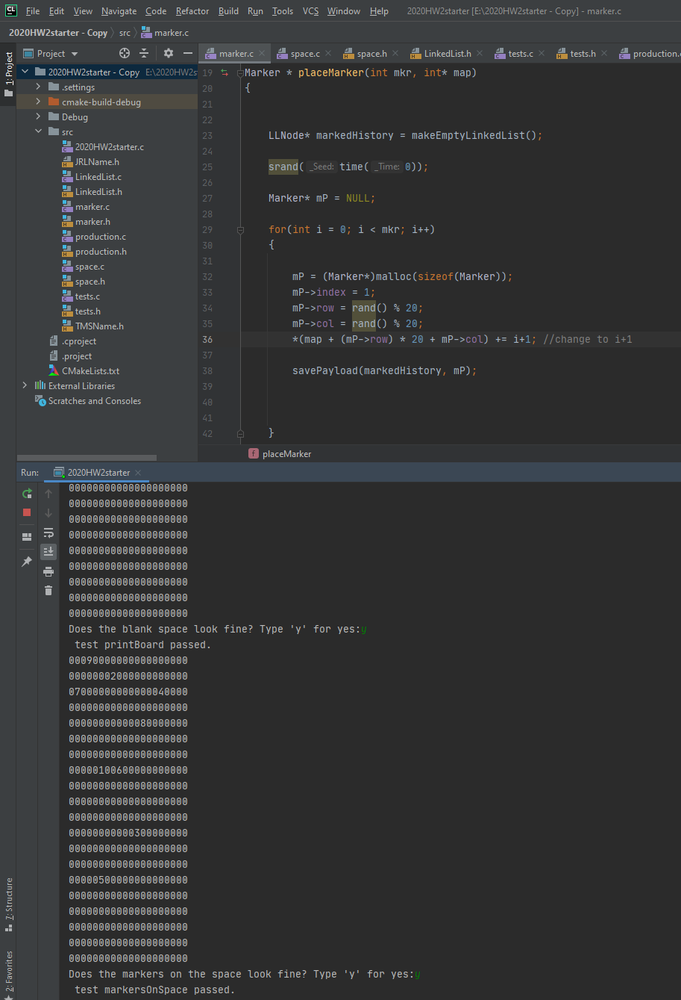 CL File Edit View Navigate Code Refactor Build Run Tools VCS Window Help 2020HW2starter [E:\2020HW2starter - Copy] - marker.c
2020HW2starter - Copy src marker.c
1: Project
Project
marker.c space.c space.h LinkedList.h tests.c tests.h production.c
2020HW2starter - Copy E:\2020HW2s
.settings
cmake-build-debug
Debug
src
2020HW2starter.c
JRLName.h
LinkedList.c
LinkedList.h
marker.c
marker.h
production.c
production.h
space.c
space.h
tests.c
tests.h
TMSName.h
.cproject
.project
CMakeLists.txt
External Libraries
Scratches and Consoles
19 Marker * placeMarker(int mkr, int* map)
20 {
21
22
23 LLNode* markedHistory = makeEmptyLinkedList();
24
25 srand( _Seed: time( _Time: 0));
26
27 Marker* mP = NULL;
28
29 for(int i = 0; i < mkr; i++)
30 {
31
32 mP = (Marker*)malloc(sizeof(Marker));
33 mP->index = 1;
34 mP->row = rand() % 20;
35 mP->col = rand() % 20;
36 *(map + (mP->row) * 20 + mP->col) += i+1; //change to i+1
37
38 savePayload(markedHistory, mP);
39
40
41
42 }
f placeMarker
Run: 2020HW2starter
00000000000000000000
00000000000000000000
00000000000000000000
00000000000000000000
00000000000000000000
00000000000000000000
00000000000000000000
00000000000000000000
00000000000000000000
Does the blank space look fine? Type 'y' for yes:y
test printBoard passed.
00090000000000000000
00000002000000000000
07000000000000040000
00000000000000000000
00000000000080000000
00000000000000000000
00000000000000000000
00000100600000000000
00000000000000000000
00000000000000000000
00000000000000000000
00000000000300000000
00000000000000000000
00000000000000000000
00000500000000000000
00000000000000000000
00000000000000000000
00000000000000000000
00000000000000000000
00000000000000000000
Does the markers on the space look fine? Type 'y' for yes:y
test markersOnSpace passed.
7: Structure
2: Favorites